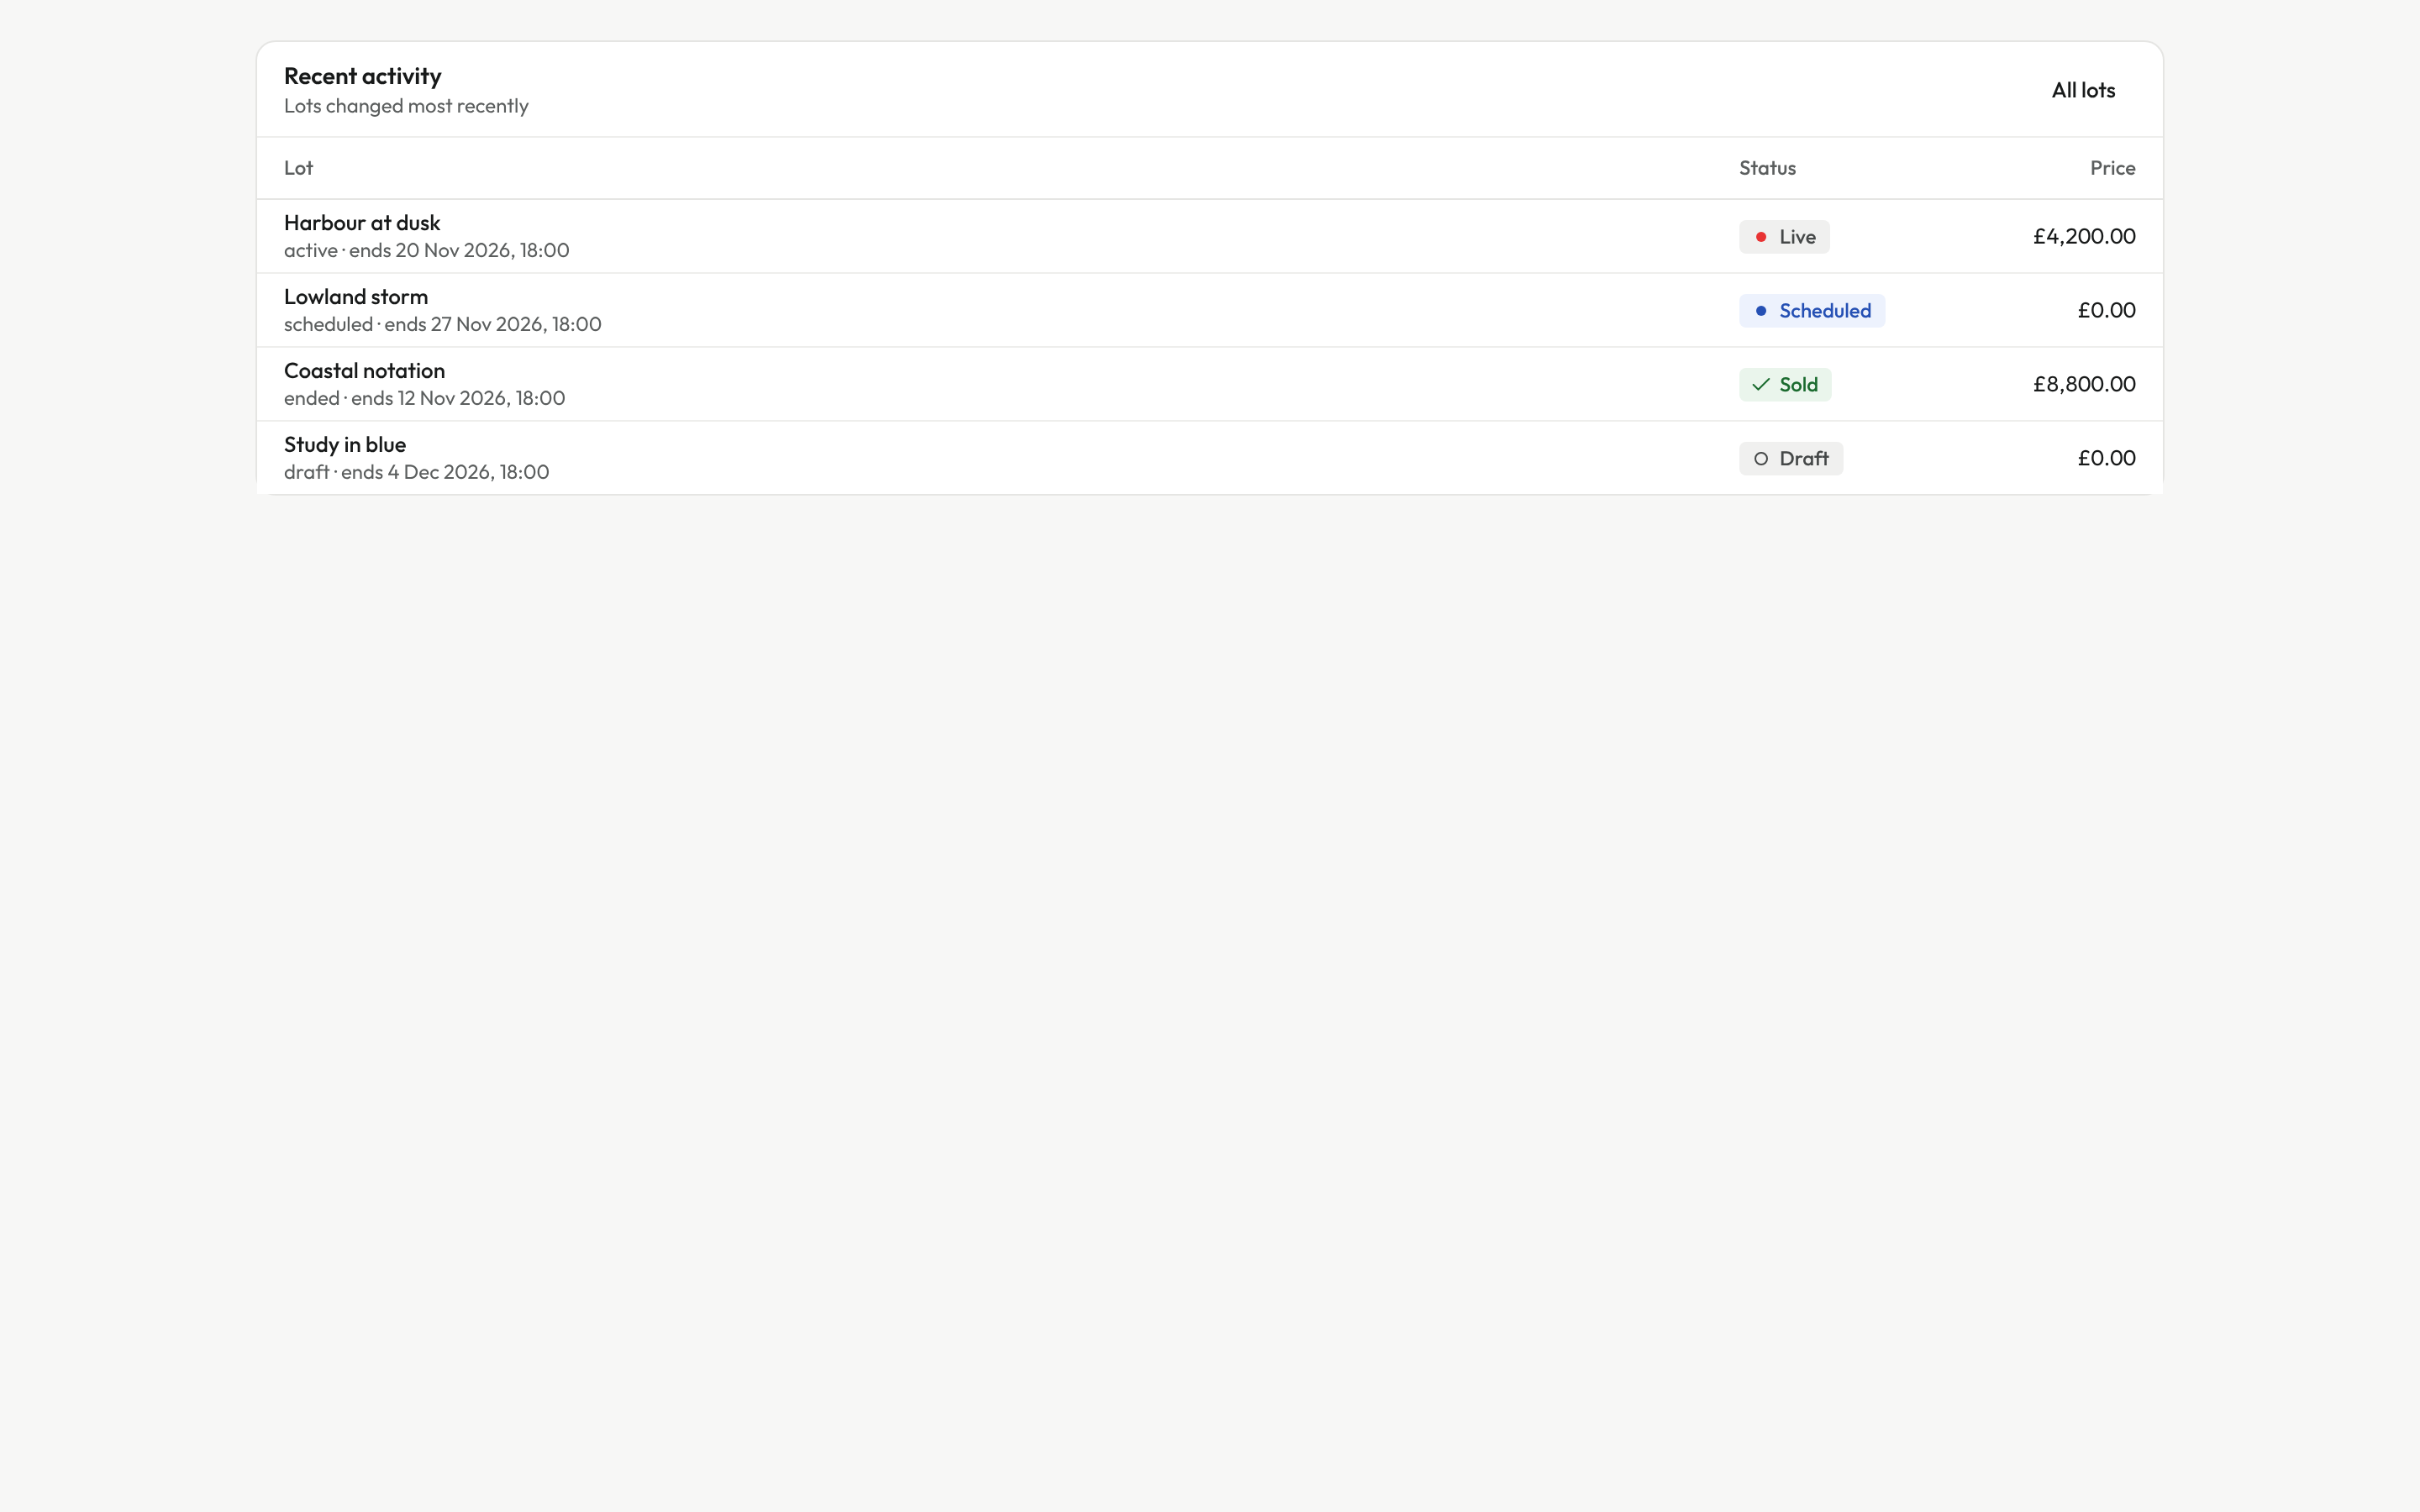 Recent activity
Lots changed most recently
All lots
Lot Status Price
Harbour at dusk
active · ends 20 Nov 2026, 18:00
Live
£4,200.00
Lowland storm
scheduled · ends 27 Nov 2026, 18:00
Scheduled
£0.00
Coastal notation
ended · ends 12 Nov 2026, 18:00
Sold
£8,800.00
Study in blue
draft · ends 4 Dec 2026, 18:00
Draft
£0.00